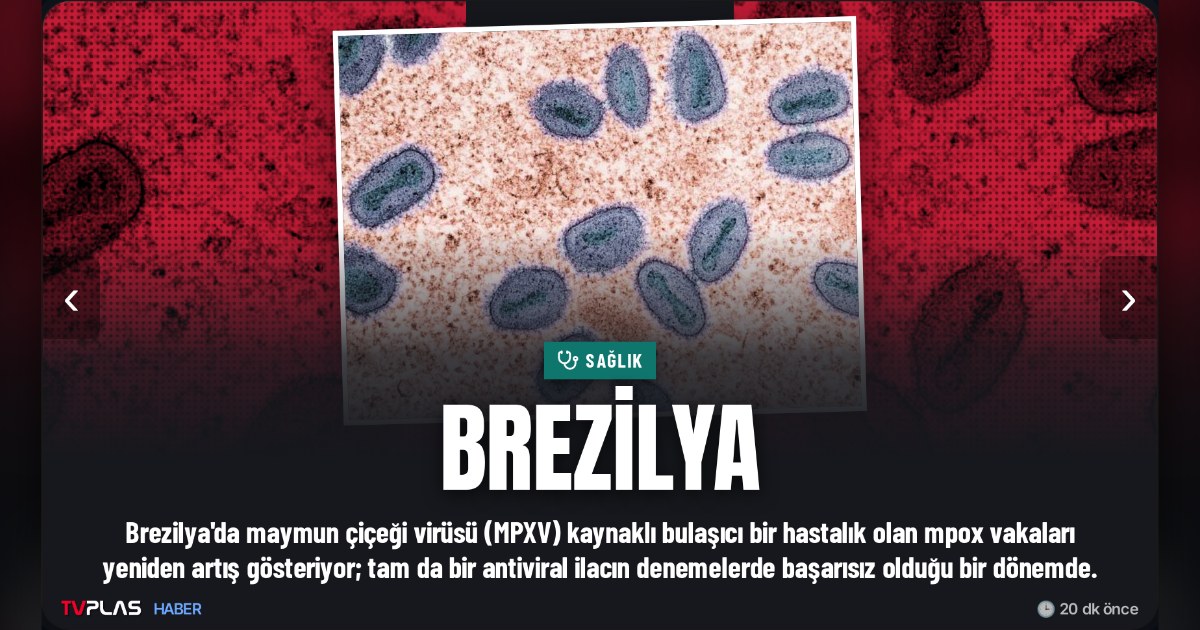 SAĞLIK
BREZİLYA
Brezilya'da maymun çiçeği virüsü (MPXV) kaynaklı bulaşıcı bir hastalık olan mpox vakaları
yeniden artış gösteriyor; tam da bir antiviral ilacın denemelerde başarısız olduğu bir dönemde.
TVPLAS HABER
20 dk önce